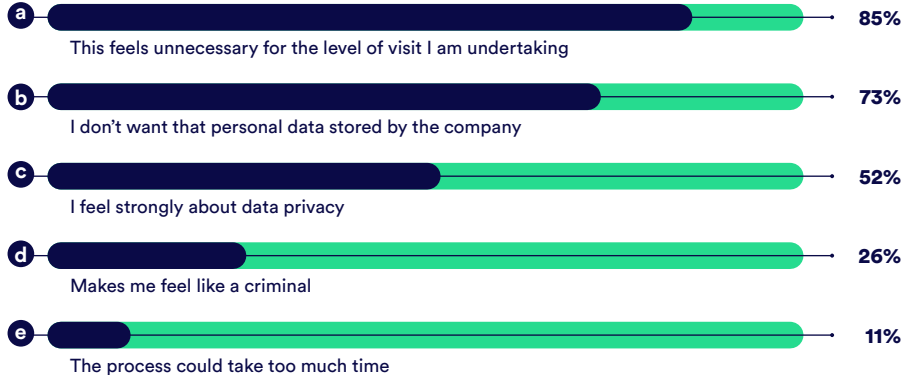 a 85%
This feels unnecessary for the level of visit I am undertaking
b 73%
I don’t want that personal data stored by the company
c 52%
I feel strongly about data privacy
d 26%
Makes me feel like a criminal
e 11%
The process could take too much time